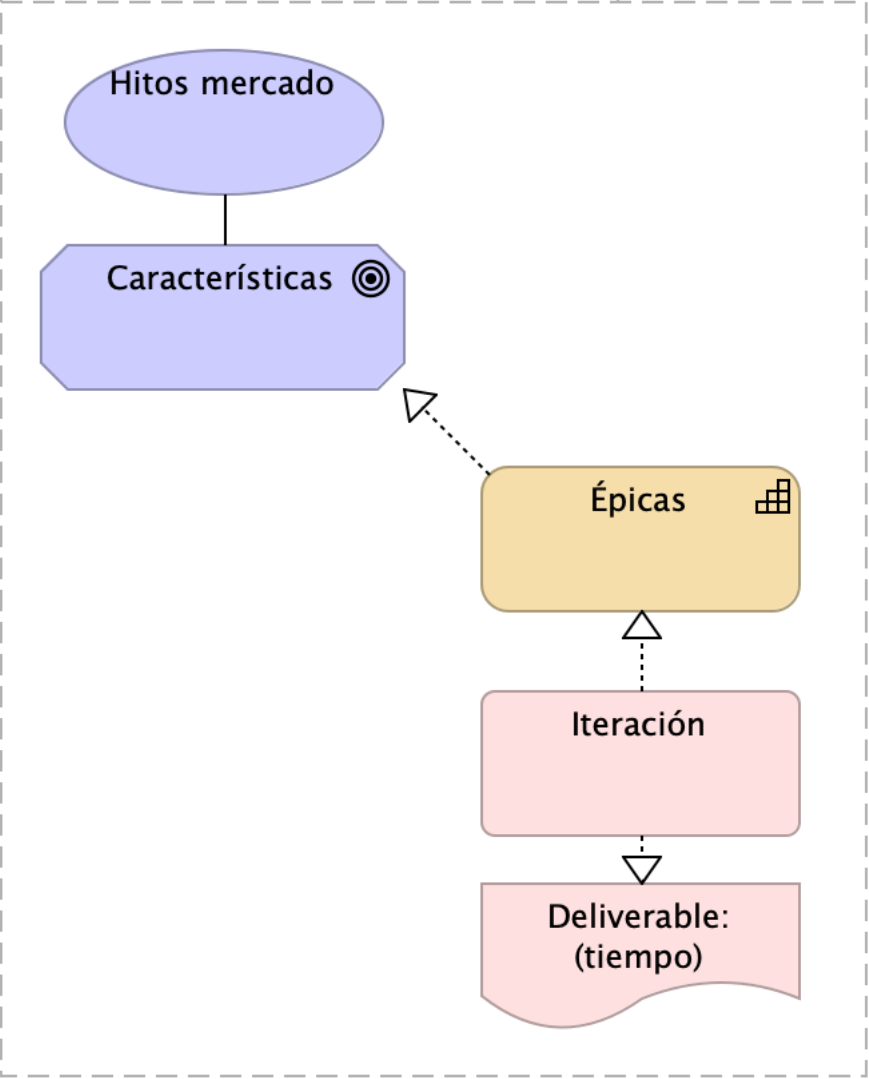 Hitos mercado
Características
Épicas
Iteración
Deliverable:
(tiempo)